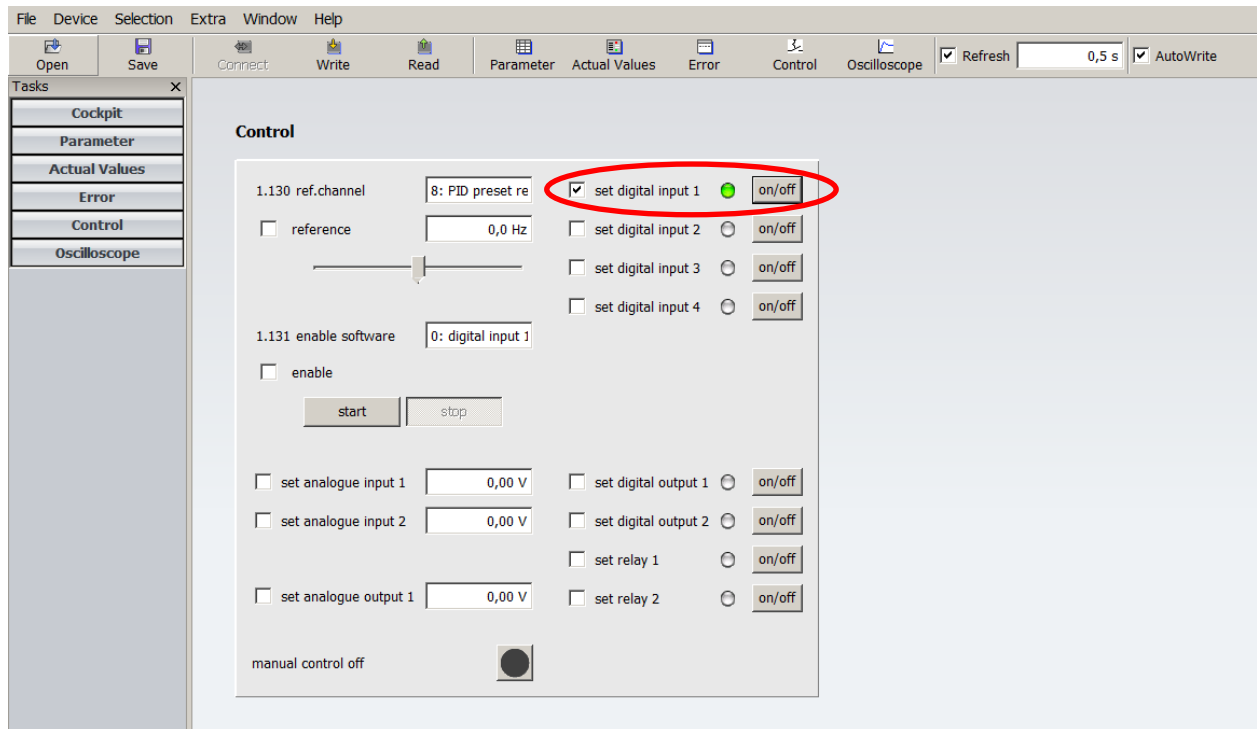 File Device Selection Extra Window Help
Open Save Connect Write Read Parameter Actual Values Error Control Oscilloscope Refresh 0,5 s AutoWrite
Tasks X
Cockpit
Parameter
Actual Values
Error
Control
Oscilloscope
Control
1.130 ref.channel 8: PID preset re set digital input 1 on/off
reference 0,0 Hz set digital input 2 on/off
set digital input 3 on/off
set digital input 4 on/off
1.131 enable software 0: digital input 1
enable
start stop
set analogue input 1 0,00 V set digital output 1 on/off
set analogue input 2 0,00 V set digital output 2 on/off
set relay 1 on/off
set analogue output 1 0,00 V set relay 2 on/off
manual control off